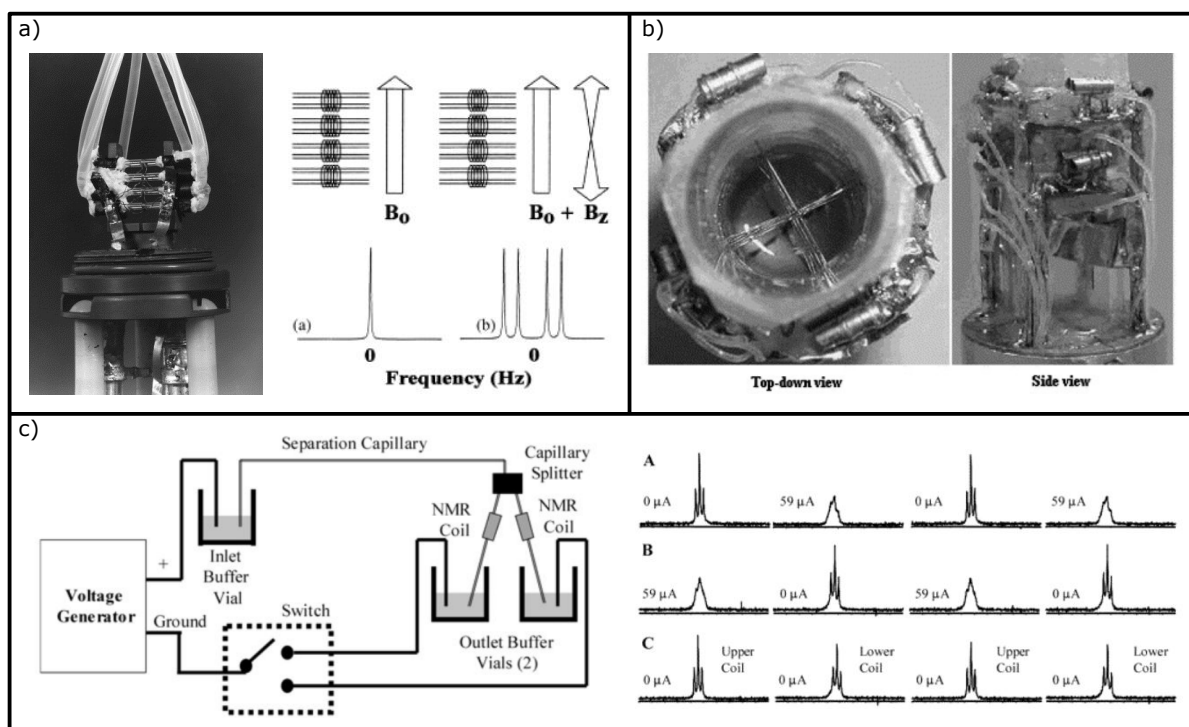 a)
B₀
B₀ + B_z
(a)
0
(b)
0
Frequency (Hz)
b)
Top-down view
Side view
c)
Separation Capillary
Capillary
Splitter
NMR
Coil
NMR
Coil
+
Inlet
Buffer
Vial
Voltage
Generator
Ground
Switch
Outlet Buffer
Vials (2)
A
0 µA
59 µA
0 µA
59 µA
B
59 µA
0 µA
59 µA
0 µA
C
0 µA
Upper
Coil
0 µA
Lower
Coil
0 µA
Upper
Coil
0 µA
Lower
Coil